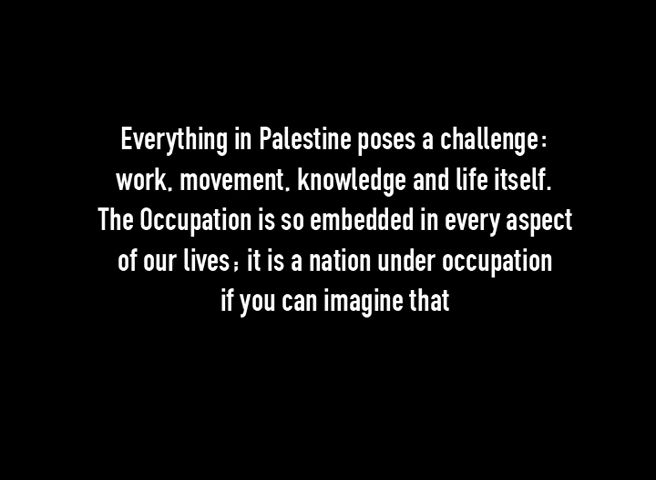 Everything in Palestine poses a challenge:
work, movement, knowledge and life itself.
The Occupation is so embedded in every aspect
of our lives; it is a nation under occupation
if you can imagine that